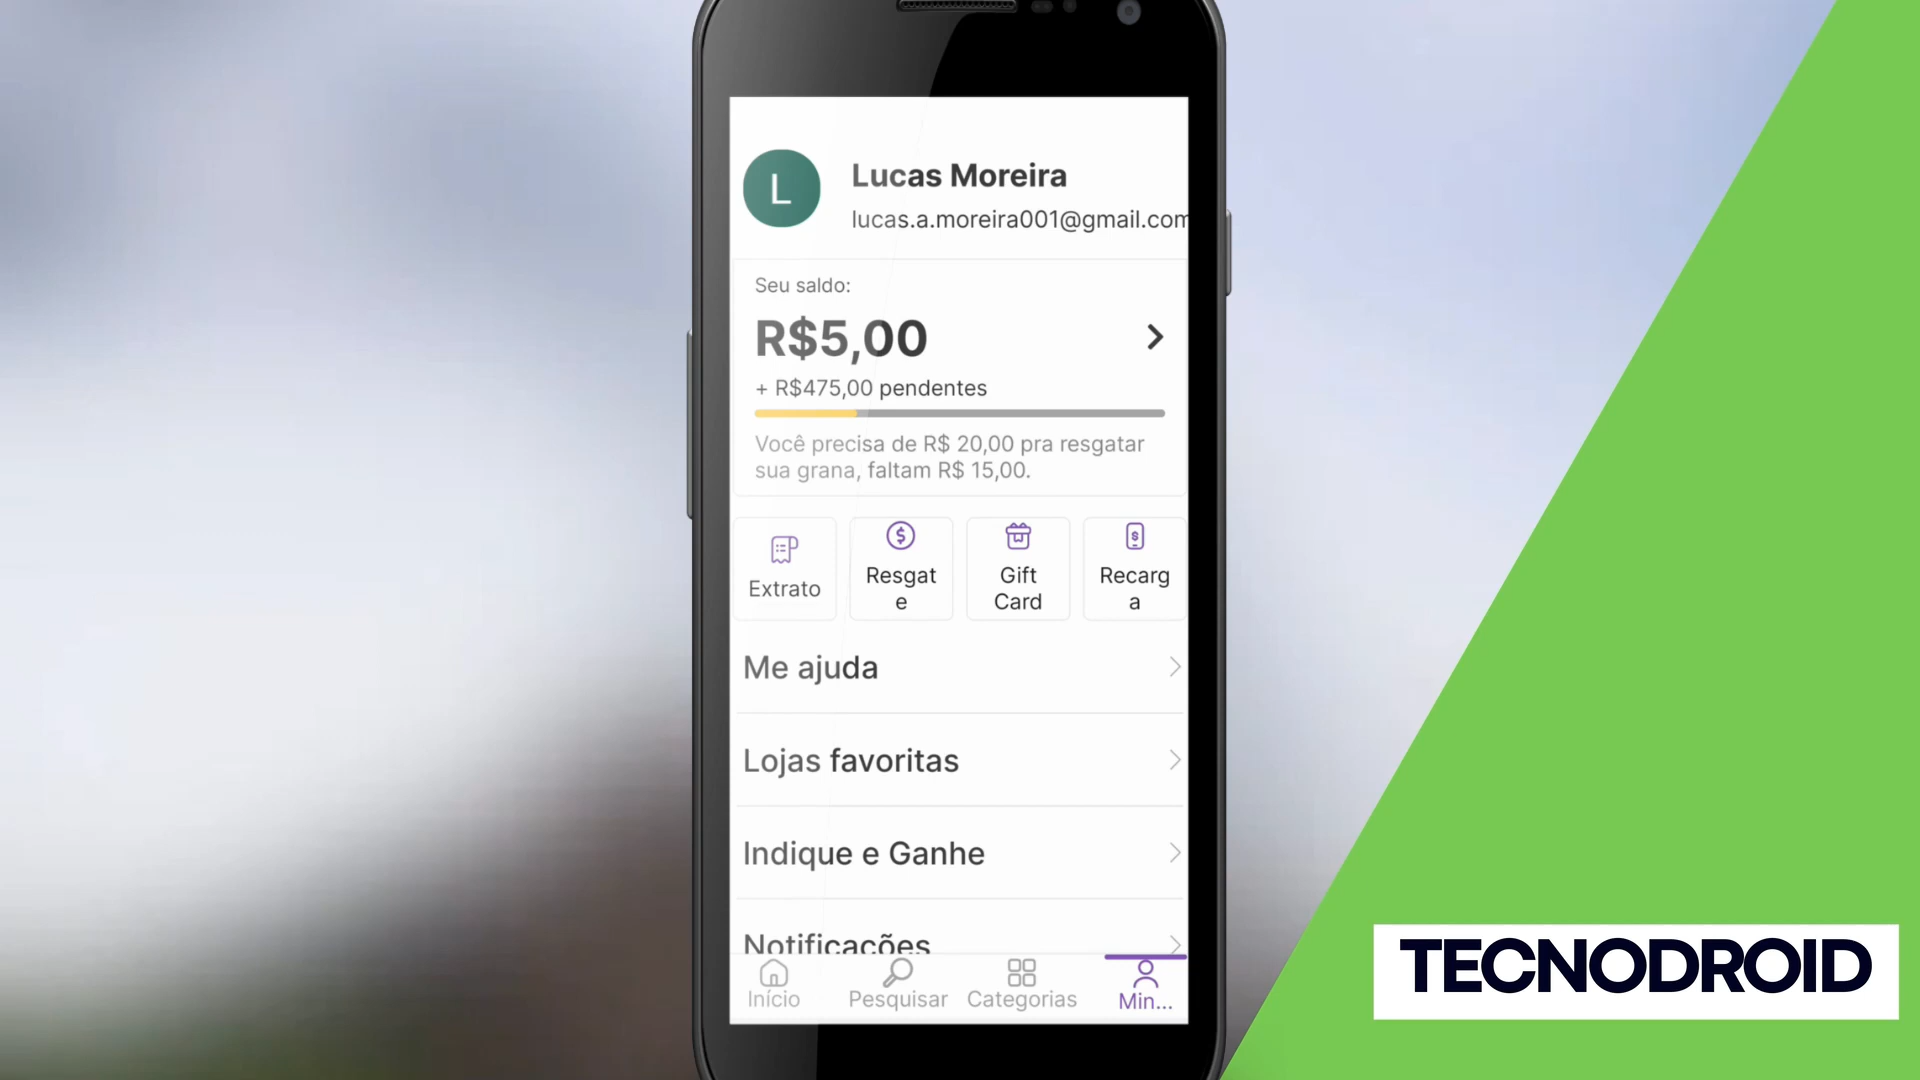 L
Lucas Moreira
lucas.a.moreira001@gmail.com
Seu saldo:
R$5,00
+ R$475,00 pendentes
Você precisa de R$ 20,00 pra resgatar
sua grana, faltam R$ 15,00.
Extrato
Resgat
e
Gift
Card
Recarg
a
Me ajuda
Lojas favoritas
Indique e Ganhe
Notificações
Início
Pesquisar
Categorias
Min...
TECNODROID